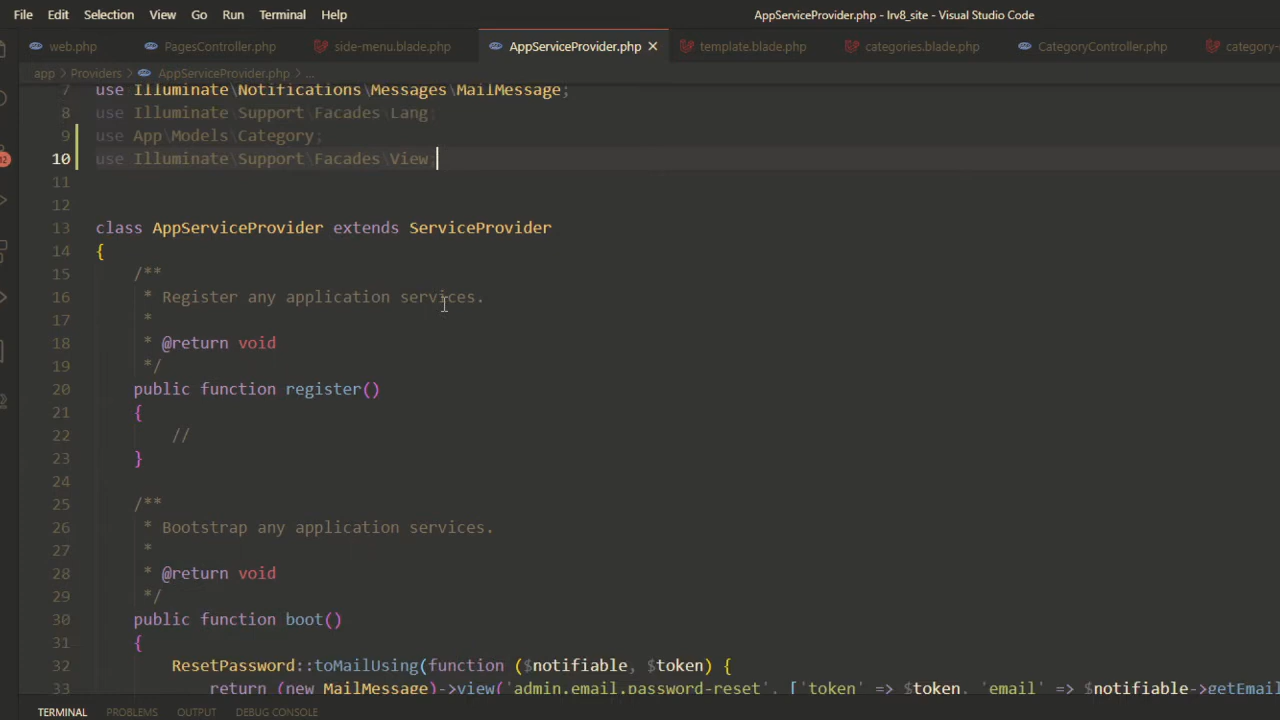 File Edit Selection View Go Run Terminal Help AppServiceProvider.php - lrv8_site - Visual Studio Code
web.php PagesController.php side-menu.blade.php AppServiceProvider.php template.blade.php categories.blade.php CategoryController.php category-
app > Providers > AppServiceProvider.php > ...
7 use Illuminate\Notifications\Messages\MailMessage;
8 use Illuminate\Support\Facades\Lang;
9 use App\Models\Category;
10 use Illuminate\Support\Facades\View;
11
12
13 class AppServiceProvider extends ServiceProvider
14 {
15 /**
16 * Register any application services.
17 *
18 * @return void
19 */
20 public function register()
21 {
22 //
23 }
24
25 /**
26 * Bootstrap any application services.
27 *
28 * @return void
29 */
30 public function boot()
31 {
32 ResetPassword::toMailUsing(function ($notifiable, $token) {
33 return (new MailMessage)->view('admin.email.password-reset', ['token' => $token, 'email' => $notifiable->getEmail
TERMINAL PROBLEMS OUTPUT DEBUG CONSOLE